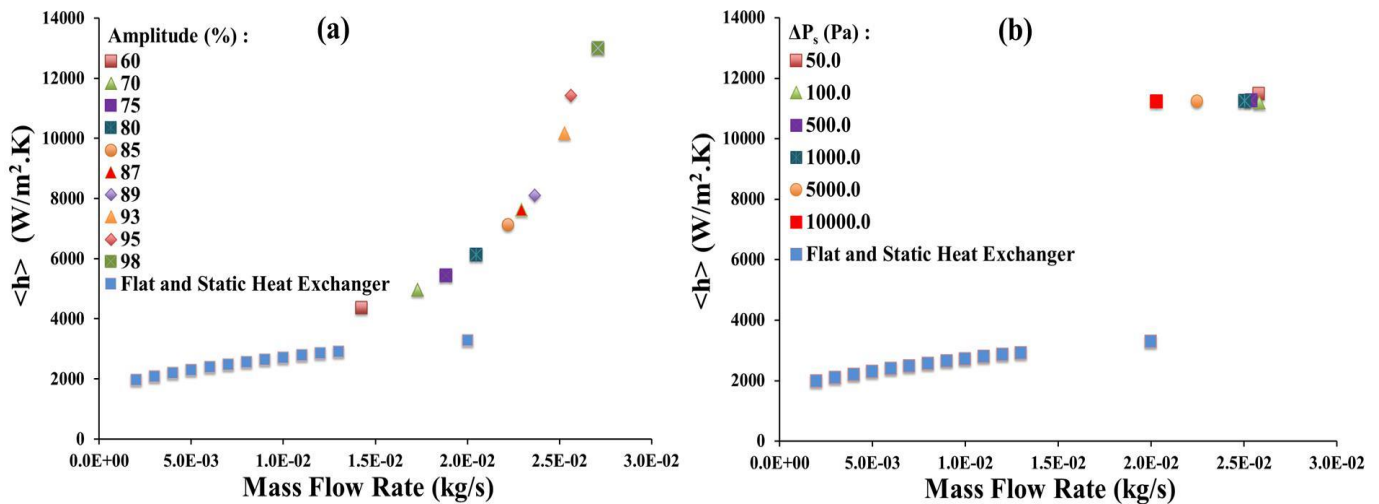 (a)
Amplitude (%) :
60
70
75
80
85
87
89
93
95
98
Flat and Static Heat Exchanger
14000
12000
10000
8000
6000
4000
2000
0
<h> (W/m².K)
0.0E+00 5.0E-03 1.0E-02 1.5E-02 2.0E-02 2.5E-02 3.0E-02
Mass Flow Rate (kg/s)
(b)
ΔPs (Pa) :
50.0
100.0
500.0
1000.0
5000.0
10000.0
Flat and Static Heat Exchanger
14000
12000
10000
8000
6000
4000
2000
0
<h> (W/m².K)
0.0E+00 5.0E-03 1.0E-02 1.5E-02 2.0E-02 2.5E-02 3.0E-02
Mass Flow Rate (kg/s)